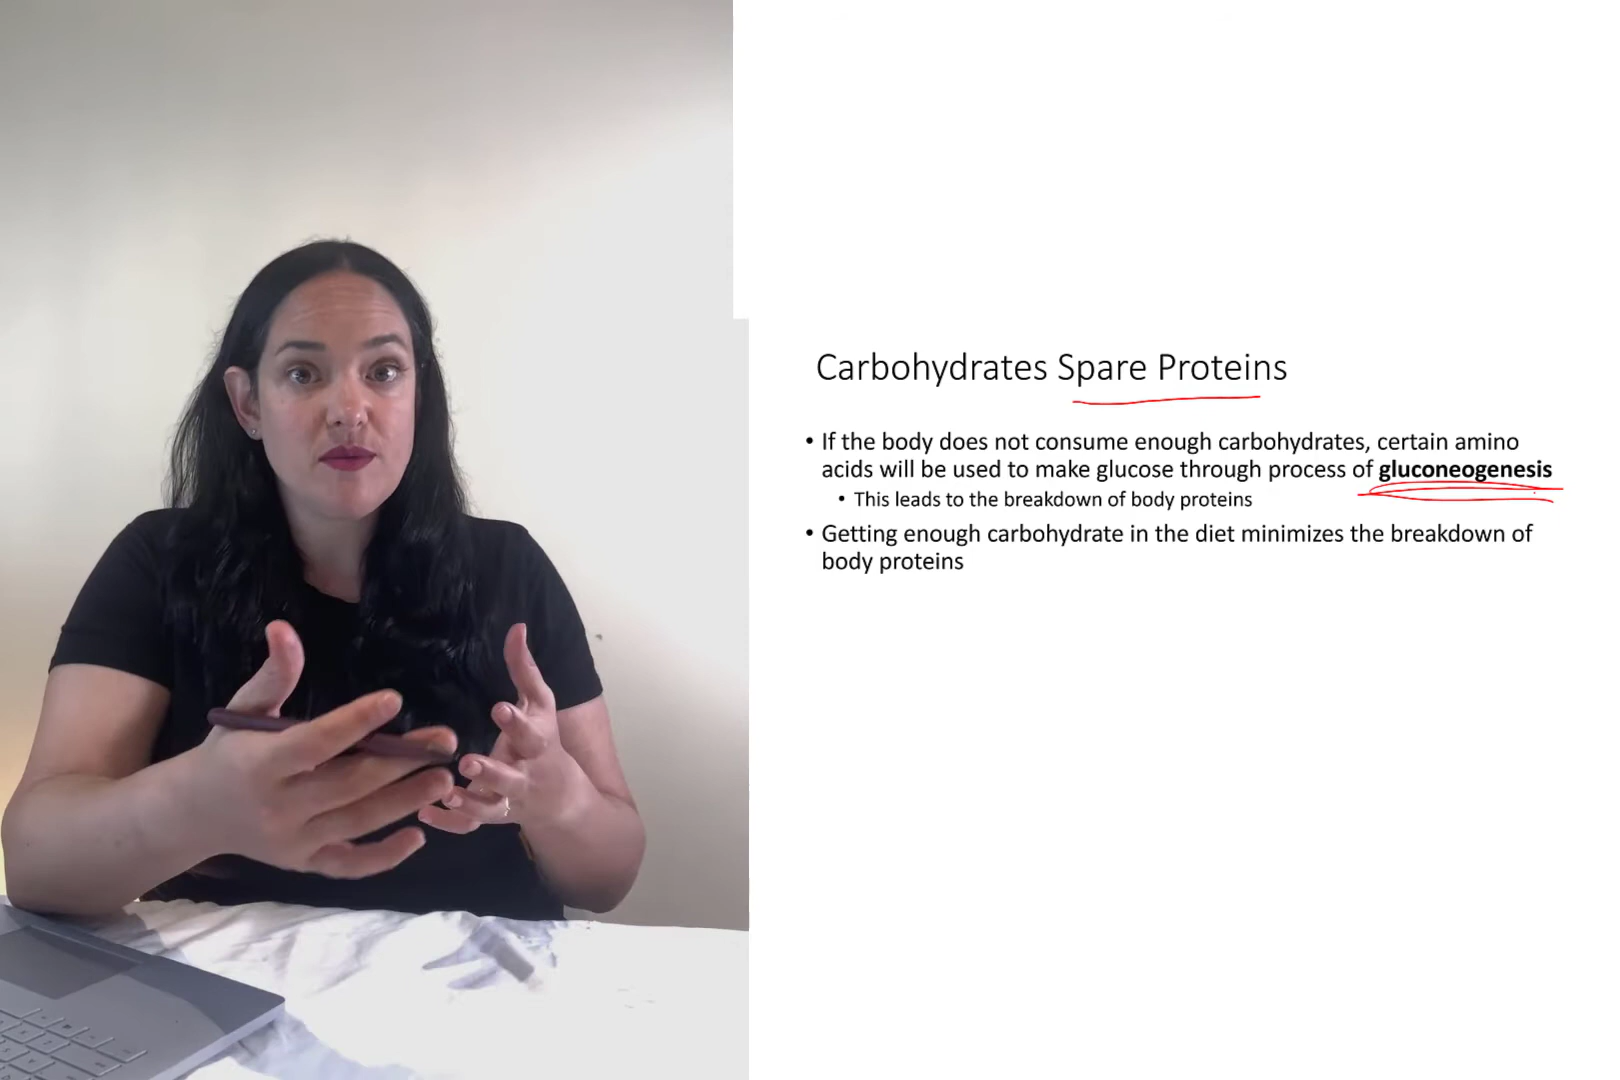 Carbohydrates Spare Proteins
• If the body does not consume enough carbohydrates, certain amino
acids will be used to make glucose through process of gluconeogenesis
• This leads to the breakdown of body proteins
• Getting enough carbohydrate in the diet minimizes the breakdown of
body proteins